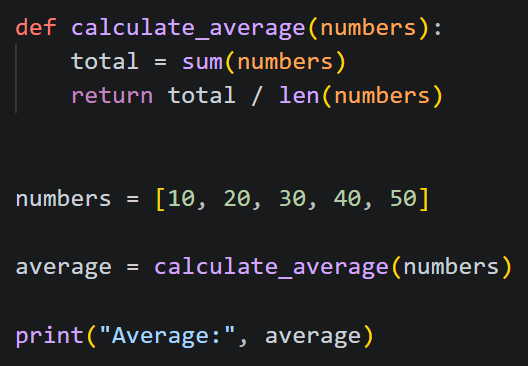 def calculate_average(numbers):
    total = sum(numbers)
    return total / len(numbers)
numbers = [10, 20, 30, 40, 50]
average = calculate_average(numbers)
print("Average:", average)